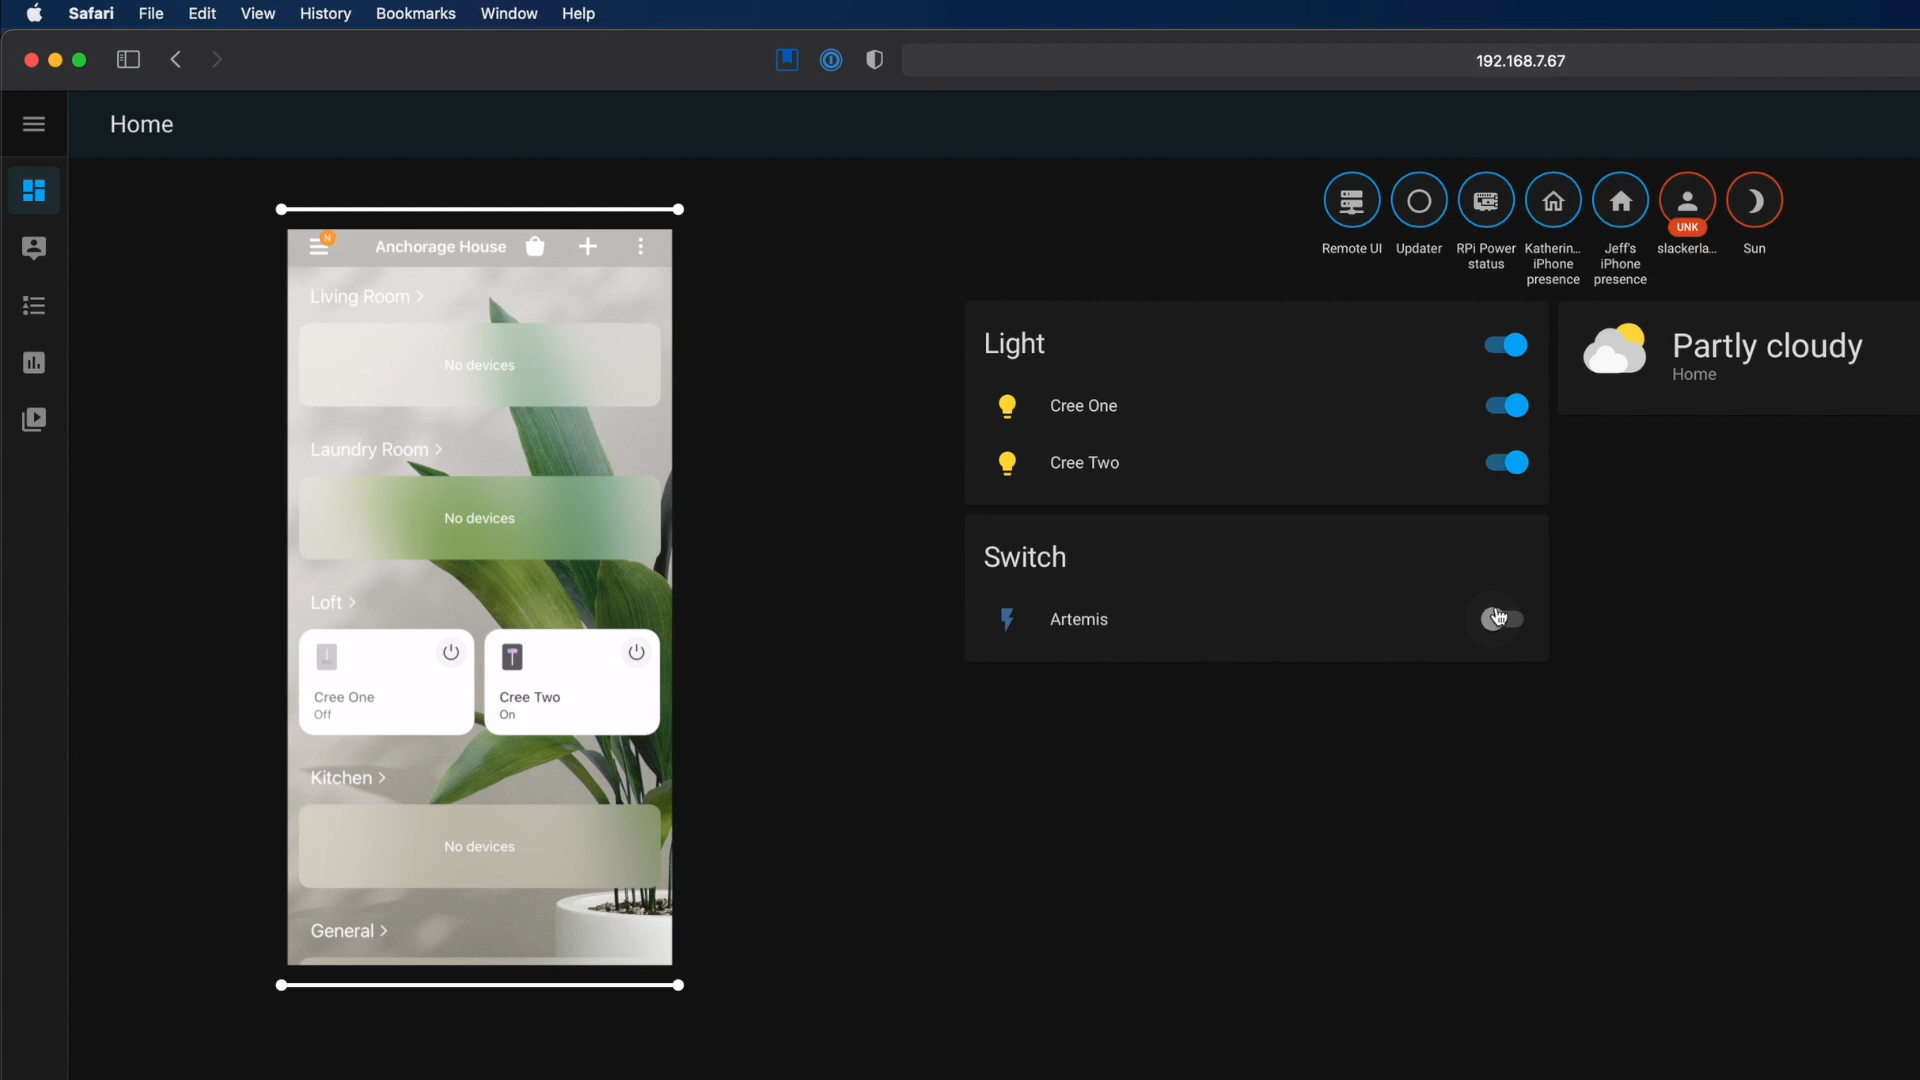 Safari File Edit View History Bookmarks Window Help
192.168.7.67
Home
N
Anchorage House
Living Room >
No devices
Laundry Room >
No devices
Loft >
Cree One
Off
Cree Two
On
Kitchen >
No devices
General >
UNK
Remote UI
Updater
RPi Power
status
Katherin...
iPhone
presence
Jeff's
iPhone
presence
slackerla...
Sun
Light
Cree One
Cree Two
Switch
Artemis
Partly cloudy
Home